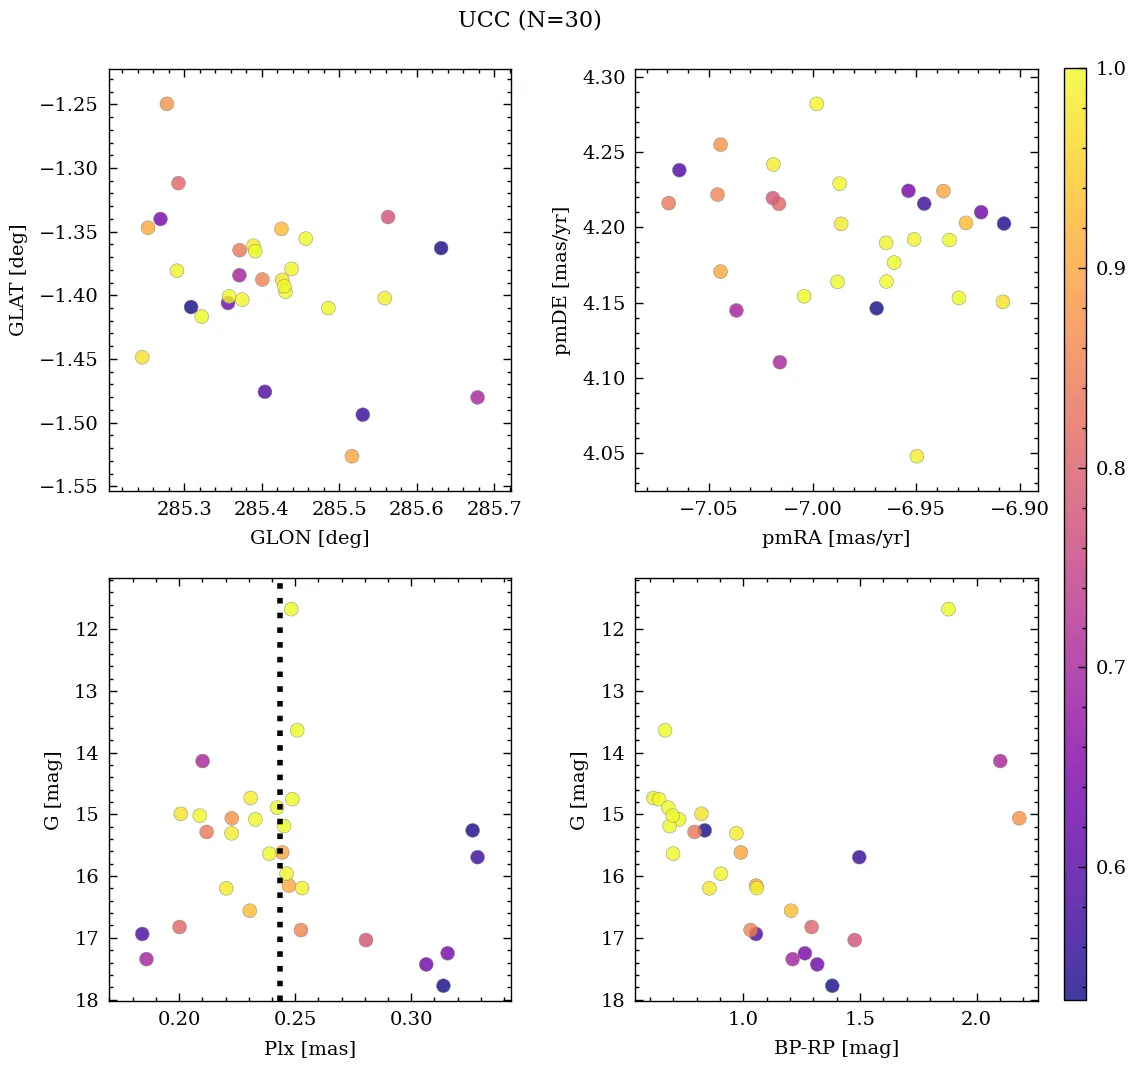 UCC (N=30)
−1.25
−1.30
−1.35
−1.40
−1.45
−1.50
−1.55
GLAT [deg]
285.3 285.4 285.5 285.6 285.7
GLON [deg]
4.30
4.25
4.20
4.15
4.10
4.05
pmDE [mas/yr]
−7.05 −7.00 −6.95 −6.90
pmRA [mas/yr]
12
13
14
15
16
17
18
G [mag]
0.20 0.25 0.30
Plx [mas]
12
13
14
15
16
17
18
G [mag]
1.0 1.5 2.0
BP-RP [mag]
1.0
0.9
0.8
0.7
0.6